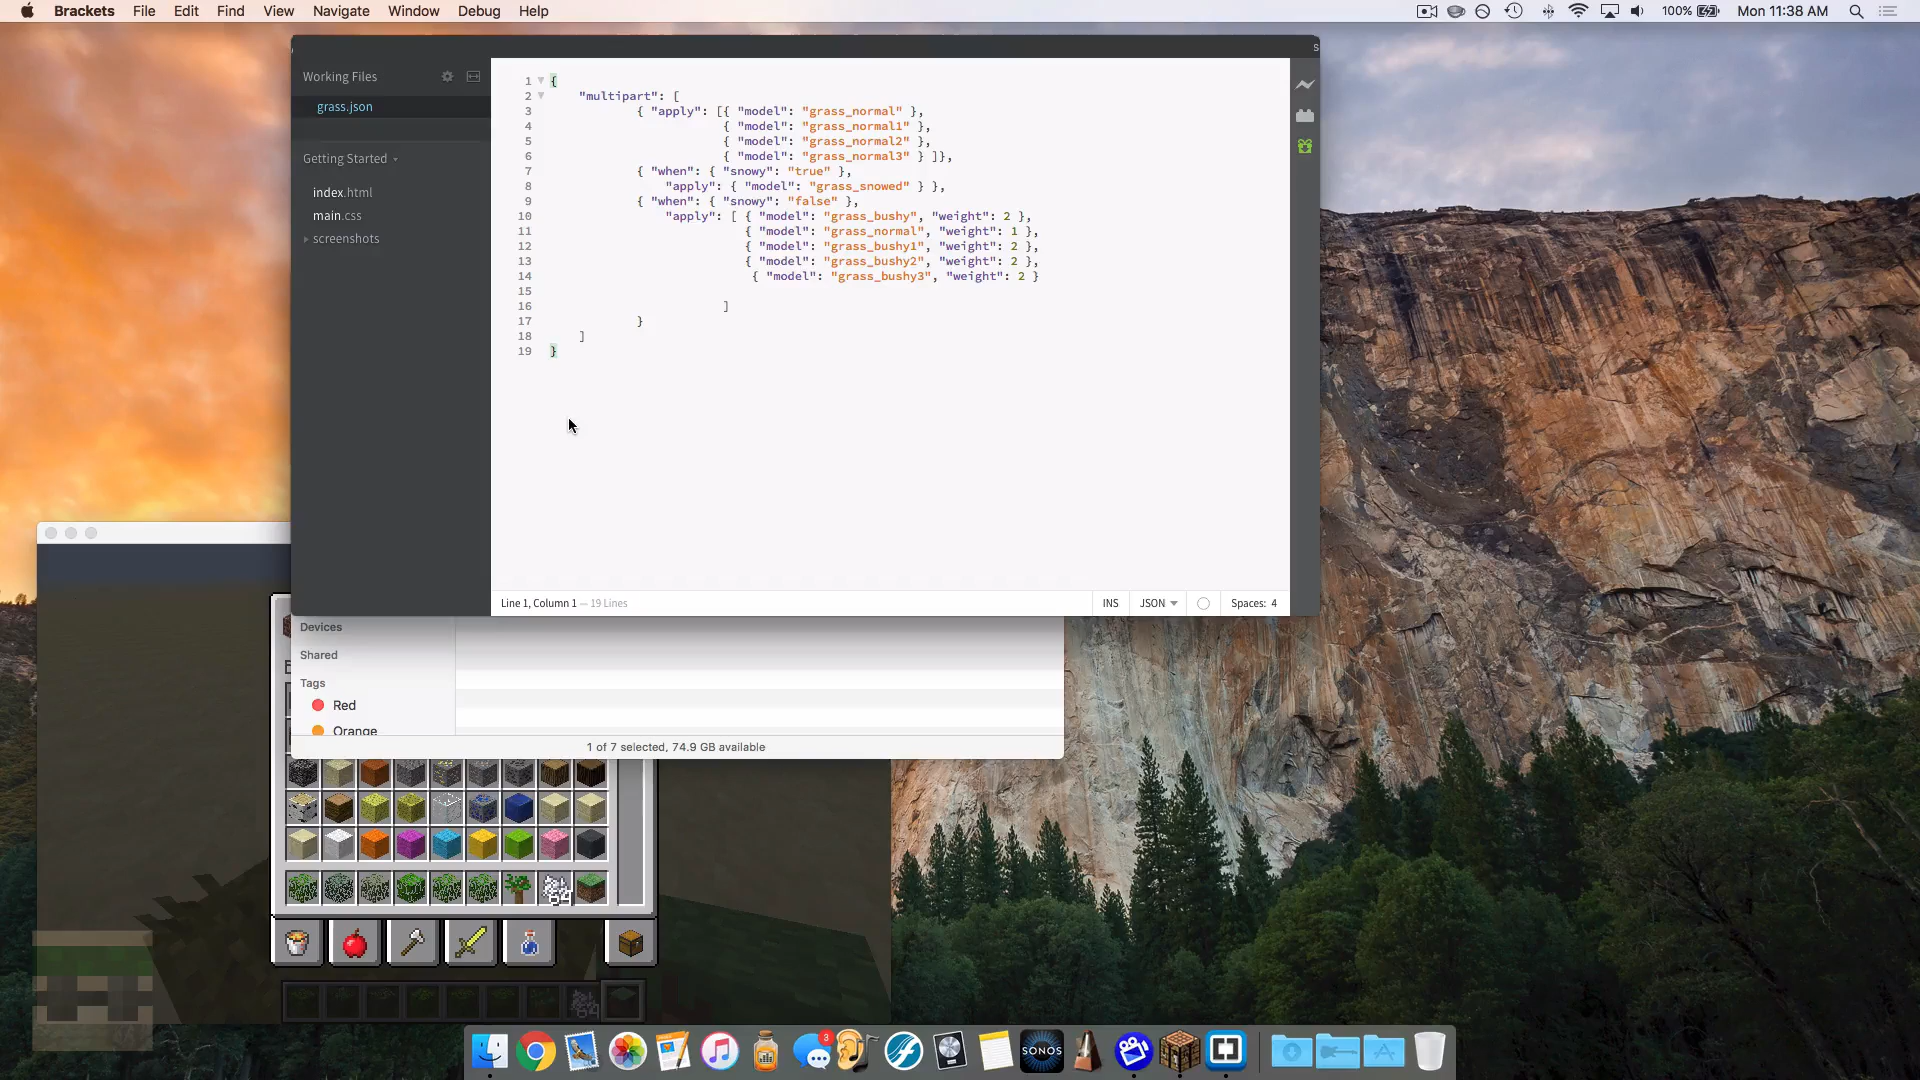 Brackets File Edit Find View Navigate Window Debug Help 100% Mon 11:38 AM
Working Files
grass.json
Getting Started
index.html
main.css
screenshots
1 {
2 "multipart": [
3 { "apply": [{ "model": "grass_normal" },
4 { "model": "grass_normal1" },
5 { "model": "grass_normal2" },
6 { "model": "grass_normal3" } ]},
7 { "when": { "snowy": "true" },
8 "apply": { "model": "grass_snowed" } },
9 { "when": { "snowy": "false" },
10 "apply": [ { "model": "grass_bushy", "weight": 2 },
11 { "model": "grass_normal", "weight": 1 },
12 { "model": "grass_bushy1", "weight": 2 },
13 { "model": "grass_bushy2", "weight": 2 },
14 { "model": "grass_bushy3", "weight": 2 }
15
16 ]
17 }
18 ]
19 }
Line 1, Column 1 — 19 Lines INS JSON Spaces: 4
Devices
Shared
Tags
Red
Orange
1 of 7 selected, 74.9 GB available
64
64
3
SONOS